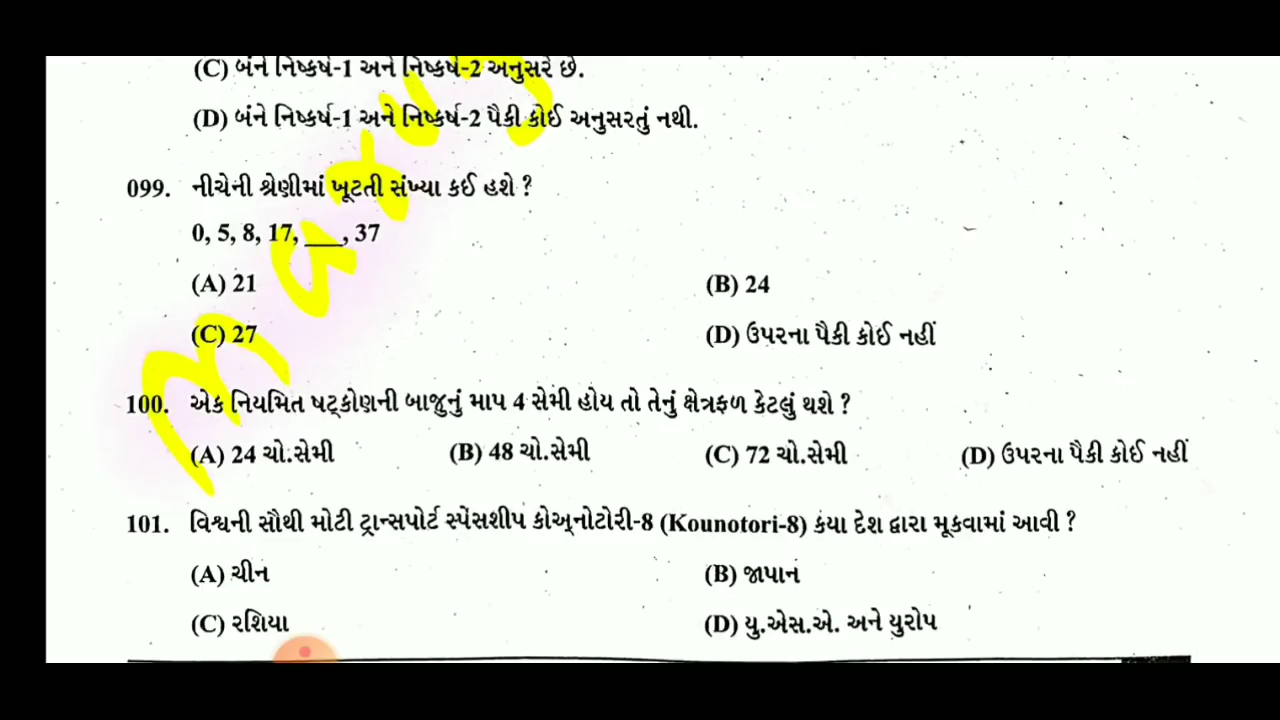 (C) બંને નિષ્કર્ષ-1 અને નિષ્કર્ષ-2 અનુસરે છે.
(D) બંને નિષ્કર્ષ-1 અને નિષ્કર્ષ-2 પૈકી કોઈ અનુસરતું નથી.
099. નીચેની શ્રેણીમાં ખૂટતી સંખ્યા કઈ હશે ?
0, 5, 8, 17, ___, 37
(A) 21 (B) 24
(C) 27 (D) ઉપરના પૈકી કોઈ નહીં
100. એક નિયમિત ષટ્કોણની બાજુનું માપ 4 સેમી હોય તો તેનું ક્ષેત્રફળ કેટલું થશે ?
(A) 24 ચો.સેમી (B) 48 ચો.સેમી (C) 72 ચો.સેમી (D) ઉપરના પૈકી કોઈ નહીં
101. વિશ્વની સૌથી મોટી ટ્રાન્સપોર્ટ સ્પેસશીપ કોઅ્નોટોરી-8 (Kounotori-8) કયા દેશ દ્વારા મૂકવામાં આવી ?
(A) ચીન (B) જાપાન
(C) રશિયા (D) યુ.એસ.એ. અને યુરોપ